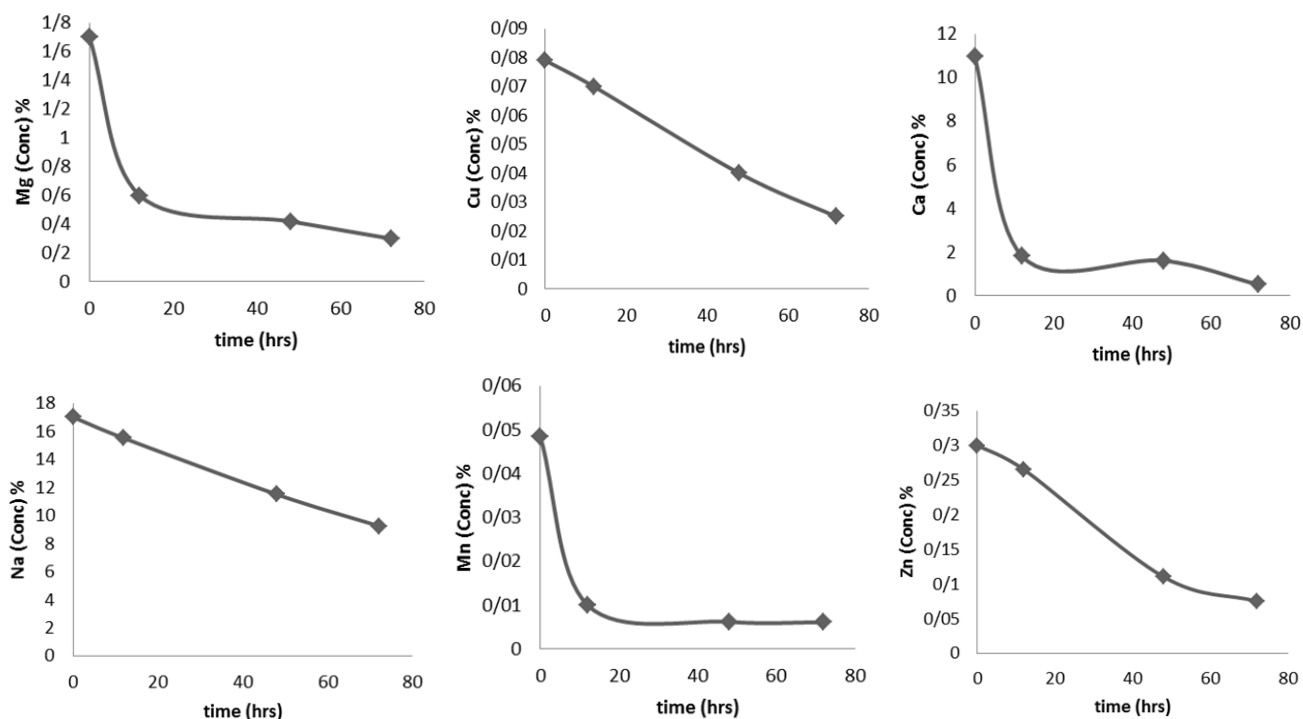 Mg (Conc) %
1/8
1/6
1/4
1/2
1
0/8
0/6
0/4
0/2
0
0 20 40 60 80
time (hrs)
Cu (Conc) %
0/09
0/08
0/07
0/06
0/05
0/04
0/03
0/02
0/01
0
0 20 40 60 80
time (hrs)
Ca (Conc) %
12
10
8
6
4
2
0
0 20 40 60 80
time (hrs)
Na (Conc) %
18
16
14
12
10
8
6
4
2
0
0 20 40 60 80
time (hrs)
Mn (Conc) %
0/06
0/05
0/04
0/03
0/02
0/01
0
0 20 40 60 80
time (hrs)
Zn (Conc) %
0/35
0/3
0/25
0/2
0/15
0/1
0/05
0
0 20 40 60 80
time (hrs)